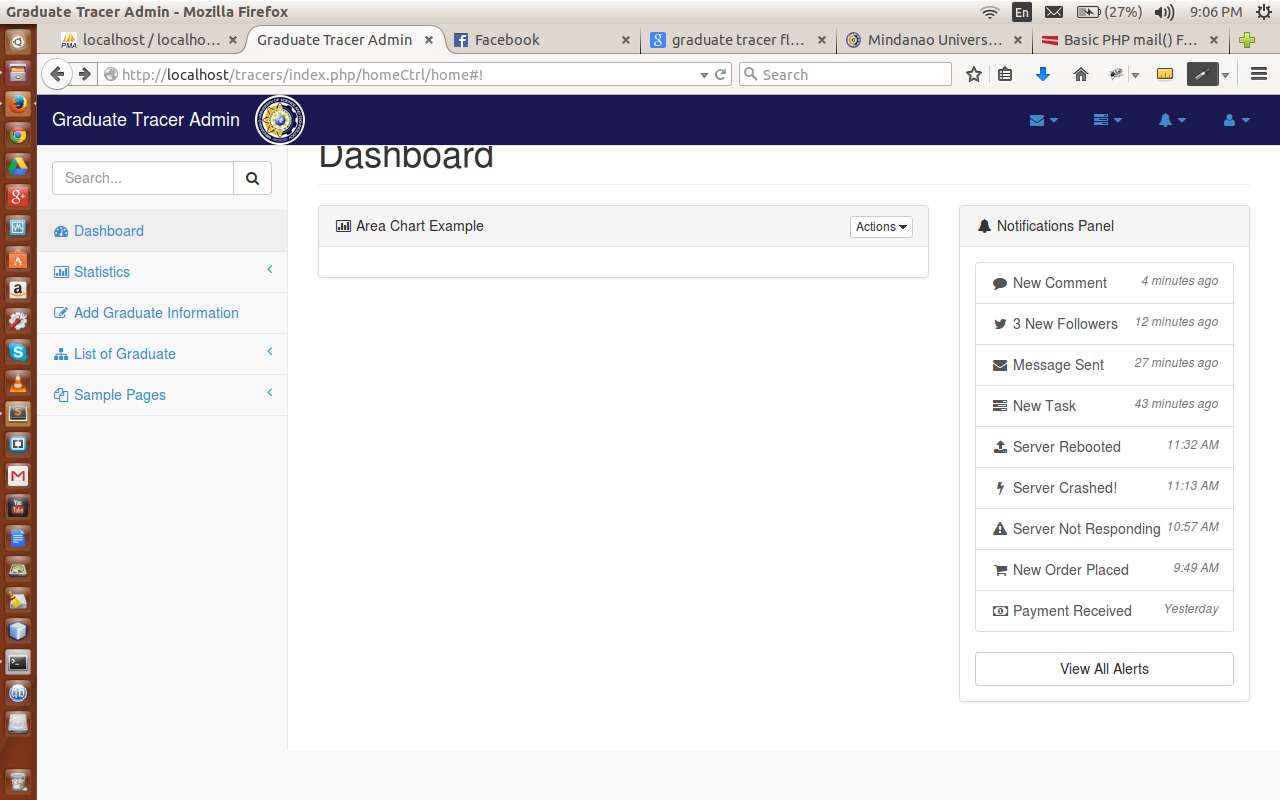 Graduate Tracer Admin - Mozilla Firefox
En
(27%)
9:06 PM
localhost / localho...
Graduate Tracer Admin
Facebook
graduate tracer fl...
Mindanao Univers...
Basic PHP mail() F...
http://localhost/tracers/index.php/homeCtrl/home#!
Search
Graduate Tracer Admin
Search...
Dashboard
Statistics
Add Graduate Information
List of Graduate
Sample Pages
Dashboard
Area Chart Example
Actions
Notifications Panel
New Comment 4 minutes ago
3 New Followers 12 minutes ago
Message Sent 27 minutes ago
New Task 43 minutes ago
Server Rebooted 11:32 AM
Server Crashed! 11:13 AM
Server Not Responding 10:57 AM
New Order Placed 9:49 AM
Payment Received Yesterday
View All Alerts